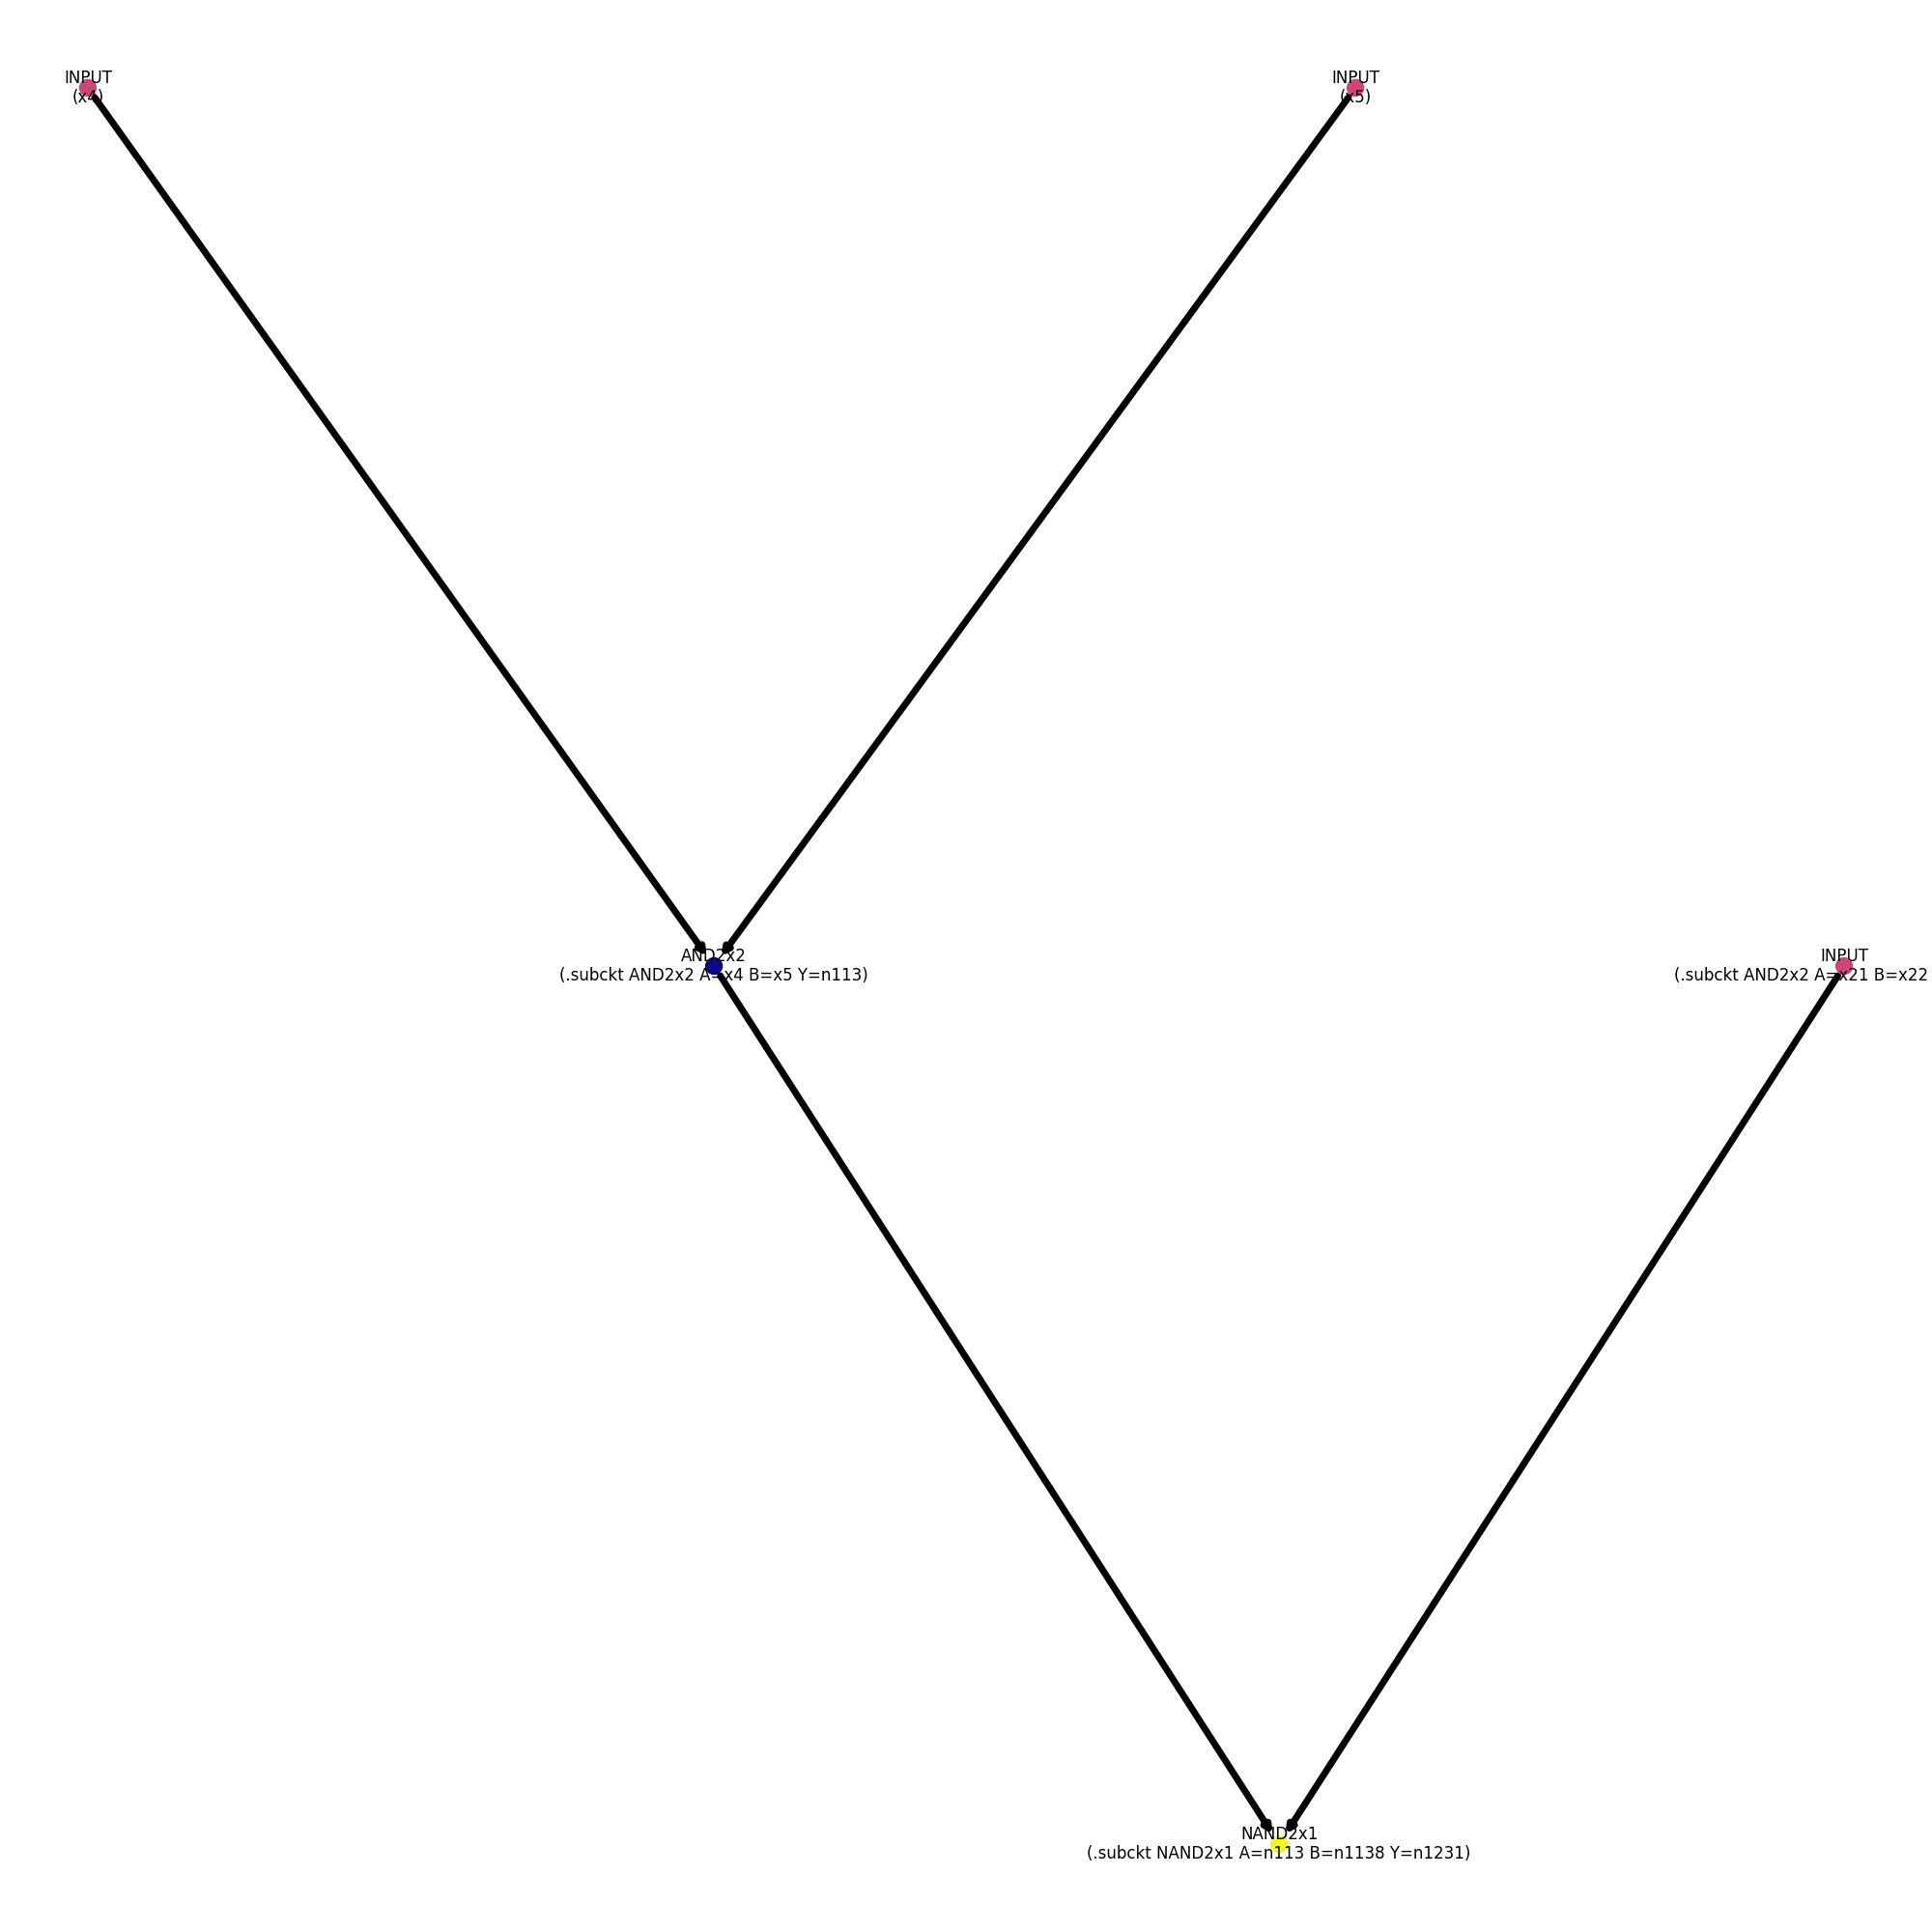 INPUT
(x4)
INPUT
(x5)
AND2x2
(.subckt AND2x2 A=x4 B=x5 Y=n113)
INPUT
(.subckt AND2x2 A=x21 B=x22
NAND2x1
(.subckt NAND2x1 A=n113 B=n1138 Y=n1231)